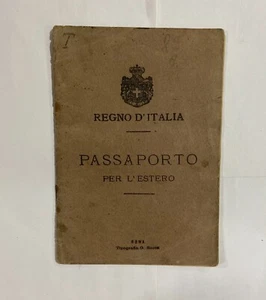 T
REGNO D'ITALIA
PASSAPORTO
PER L'ESTERO
ROMA